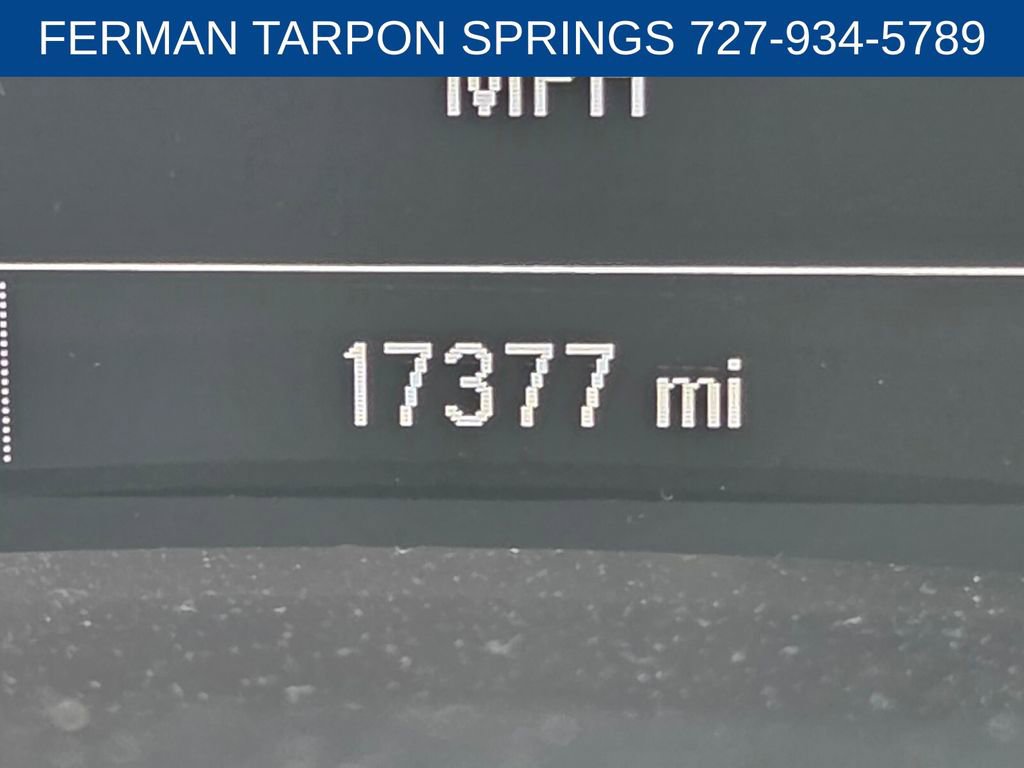 FERMAN TARPON SPRINGS 727-934-5789
MPH
17377 mi